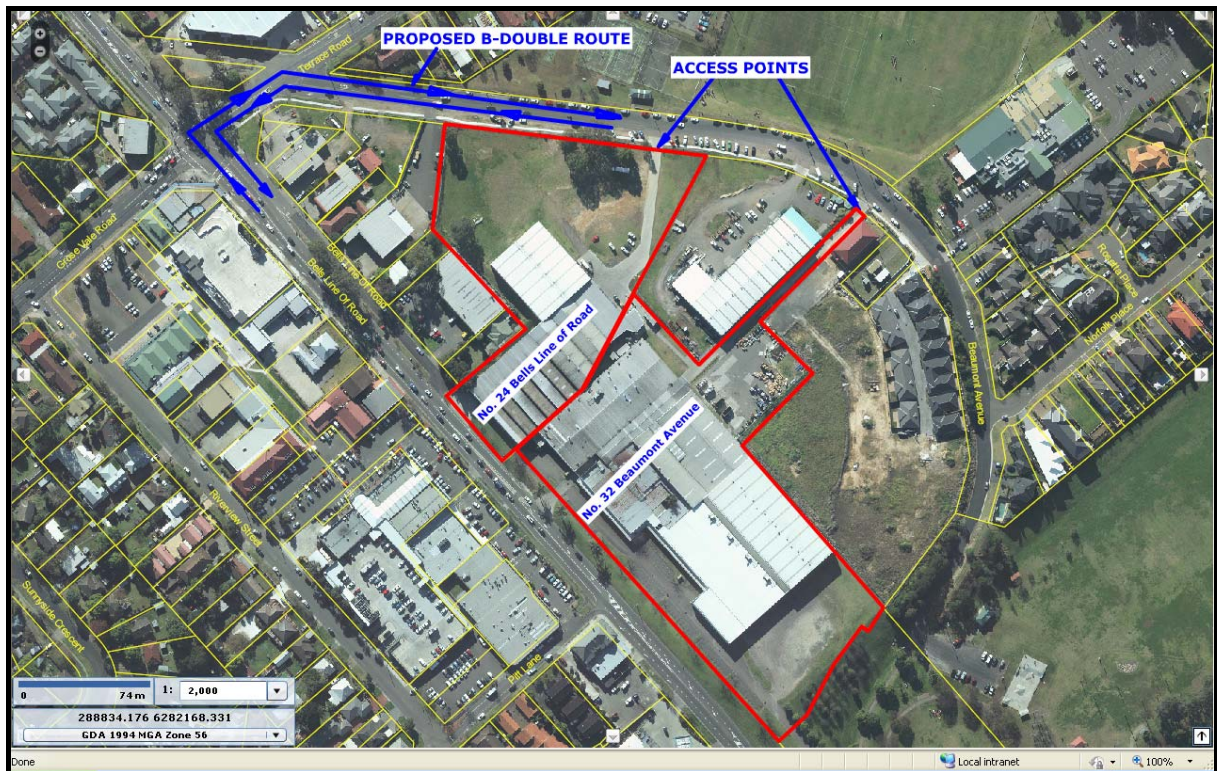 PROPOSED B-DOUBLE ROUTE
Terrace Road
ACCESS POINTS
Grose Vale Road
Bells Line Of Road
Bells Line Of Road
No. 24 Bells Line of Road
No. 32 Beaumont Avenue
Beaumont Avenue
Norfolk Place
Riverview Street
Sunnyside Crescent
Pitt Lane
0 74m 1: 2,000
288834.176 6282168.331
GDA 1994 MGA Zone 56
Done Local intranet 100%